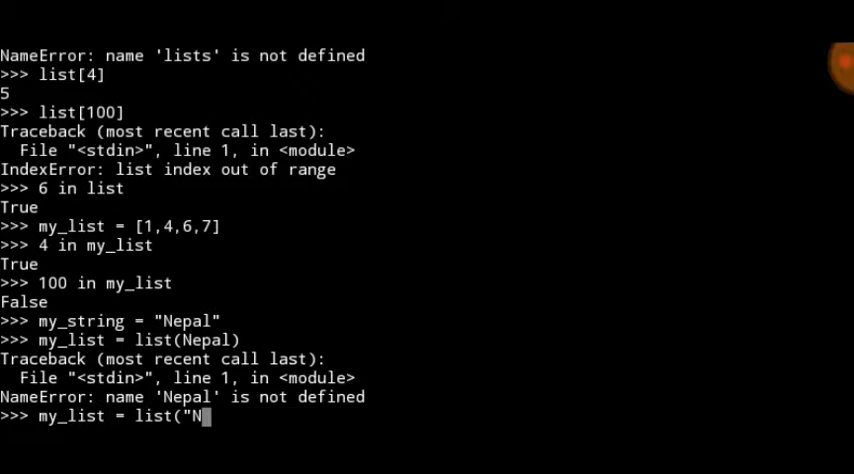 NameError: name 'lists' is not defined
>>> list[4]
5
>>> list[100]
Traceback (most recent call last):
  File "<stdin>", line 1, in <module>
IndexError: list index out of range
>>> 6 in list
True
>>> my_list = [1,4,6,7]
>>> 4 in my_list
True
>>> 100 in my_list
False
>>> my_string = "Nepal"
>>> my_list = list(Nepal)
Traceback (most recent call last):
  File "<stdin>", line 1, in <module>
NameError: name 'Nepal' is not defined
>>> my_list = list("N